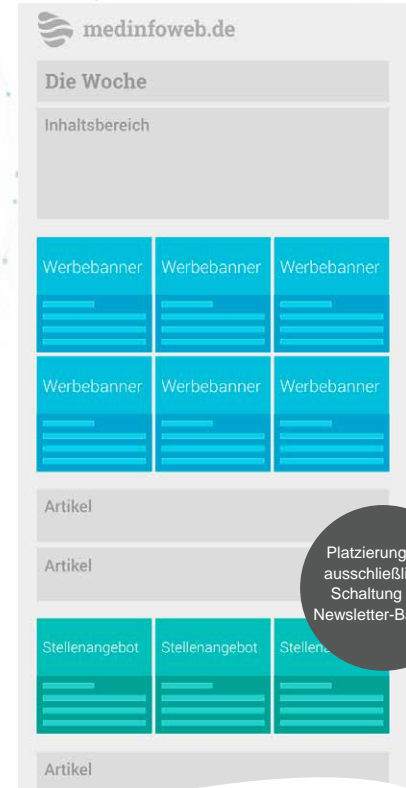 medinfoweb.de
Die Woche
Inhaltsbereich
Werbebanner Werbebanner Werbebanner
Werbebanner Werbebanner Werbebanner
Artikel
Artikel
Platzierung
Schaltung
Stellenangebot Stellenangebot
Artikel